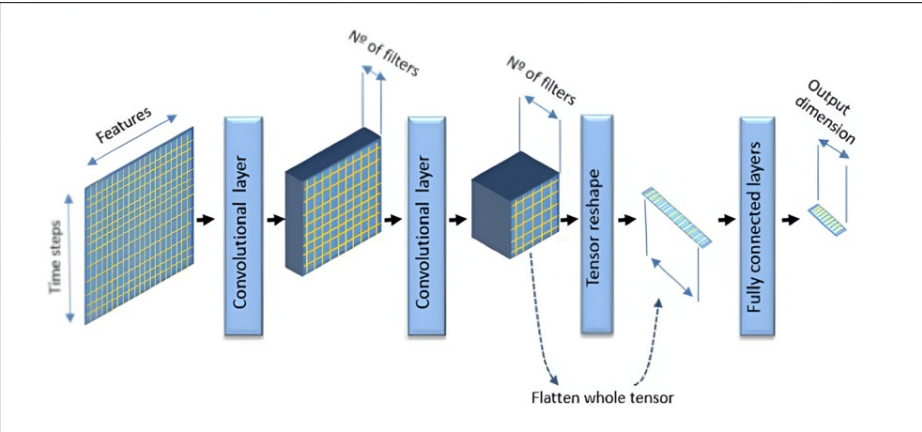 Features
Time steps
Convolutional layer
Nº of filters
Convolutional layer
Nº of filters
Tensor reshape
Flatten whole tensor
Fully connected layers
Output
dimension